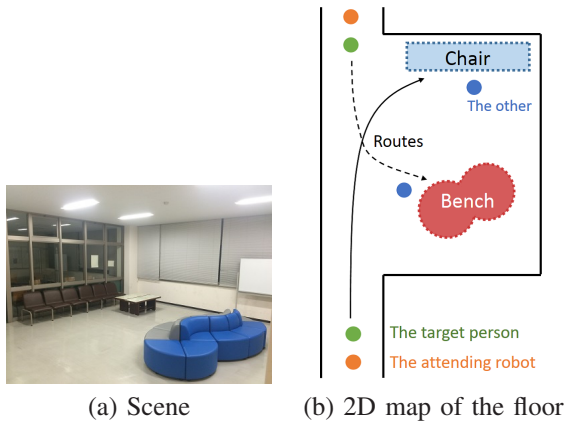 Chair
The other
Routes
Bench
The target person
The attending robot
(a) Scene
(b) 2D map of the floor